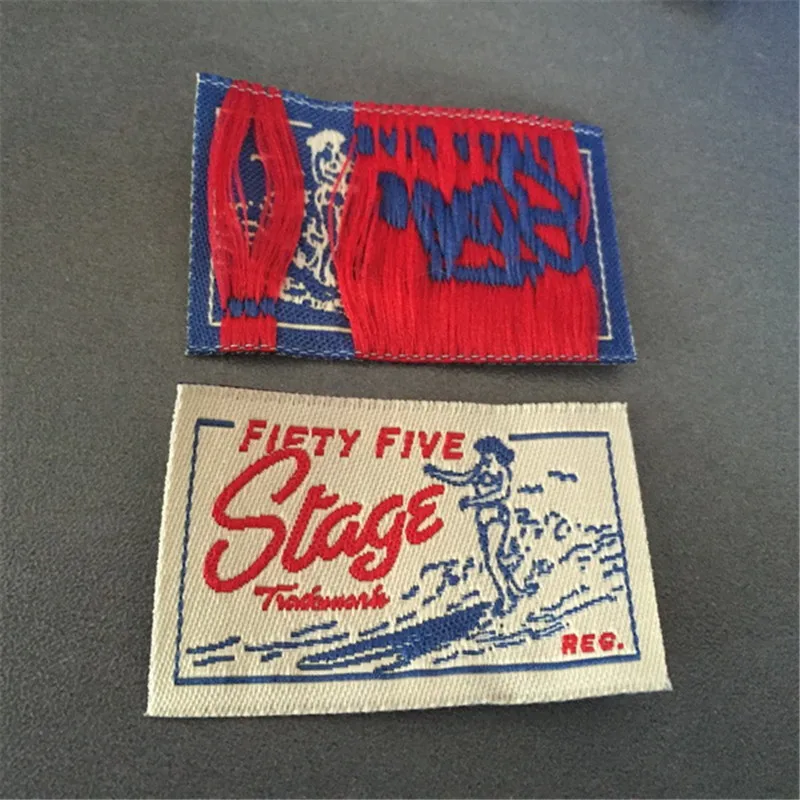 FIFTY FIVE
Stage
Trademark
REG.